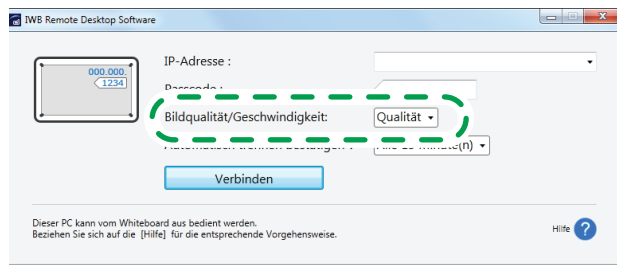 IWB Remote Desktop Software
000.000.
1234
IP-Adresse :
Bildqualität/Geschwindigkeit: Qualität
Verbinden
Dieser PC kann vom Whiteboard aus bedient werden.
Beziehen Sie sich auf die [Hilfe] für die entsprechende Vorgehensweise.
Hilfe ?